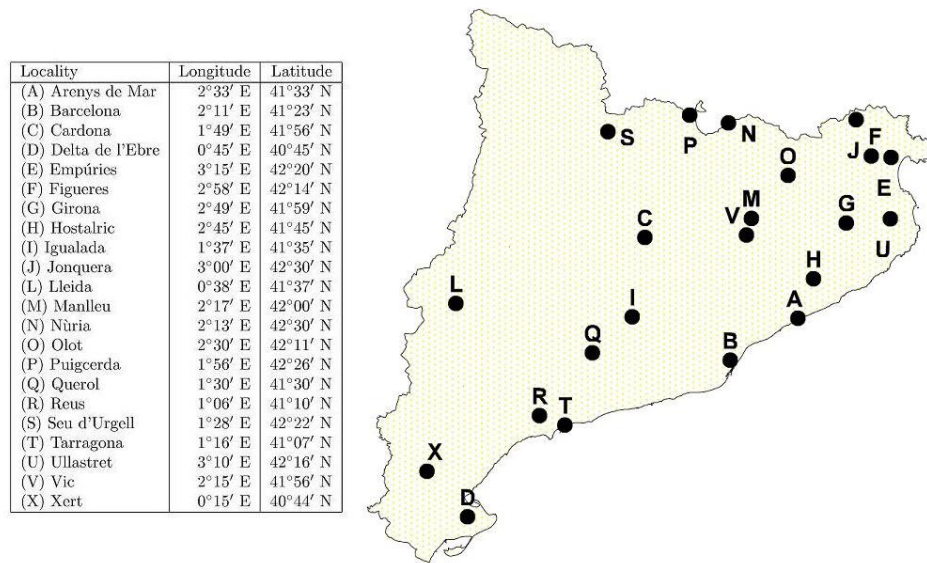 Locality Longitude Latitude
(A) Arenys de Mar 2°33′ E 41°33′ N
(B) Barcelona 2°11′ E 41°23′ N
(C) Cardona 1°49′ E 41°56′ N
(D) Delta de l'Ebre 0°45′ E 40°45′ N
(E) Empúries 3°15′ E 42°20′ N
(F) Figueres 2°58′ E 42°14′ N
(G) Girona 2°49′ E 41°59′ N
(H) Hostalric 2°45′ E 41°45′ N
(I) Igualada 1°37′ E 41°35′ N
(J) Jonquera 3°00′ E 42°30′ N
(L) Lleida 0°38′ E 41°37′ N
(M) Manlleu 2°17′ E 42°00′ N
(N) Nùria 2°13′ E 42°30′ N
(O) Olot 2°30′ E 42°11′ N
(P) Puigcerda 1°56′ E 42°26′ N
(Q) Querol 1°30′ E 41°30′ N
(R) Reus 1°06′ E 41°10′ N
(S) Seu d'Urgell 1°28′ E 42°22′ N
(T) Tarragona 1°16′ E 41°07′ N
(U) Ullastret 3°10′ E 42°16′ N
(V) Vic 2°15′ E 41°56′ N
(X) Xert 0°15′ E 40°44′ N
S P N J F
O E
C V M G U
H
L I A
Q B
R T
X
D